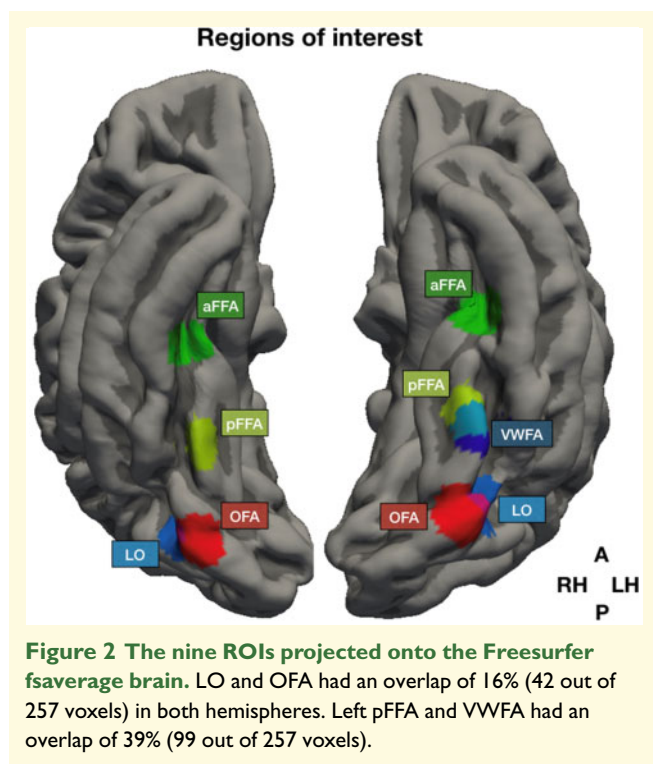 Regions of interest
aFFA
aFFA
pFFA
pFFA
VWFA
OFA
OFA
LO
LO
A
RH LH
P
Figure 2 The nine ROIs projected onto the Freesurfer
fsaverage brain. LO and OFA had an overlap of 16% (42 out of
257 voxels) in both hemispheres. Left pFFA and VWFA had an
overlap of 39% (99 out of 257 voxels).